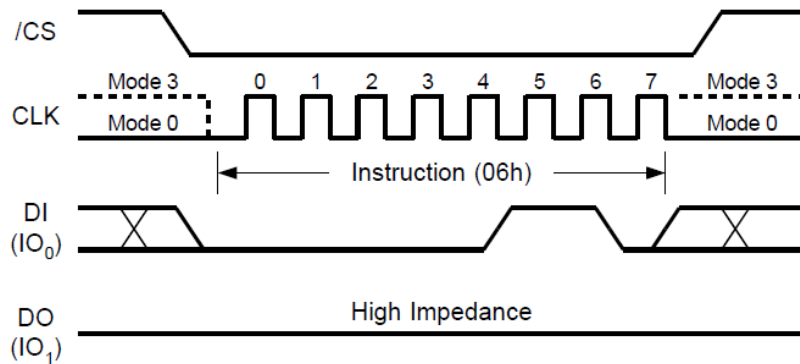 /CS
Mode 3 0 1 2 3 4 5 6 7 Mode 3
CLK Mode 0 Mode 0
Instruction (06h)
DI
(IO0)
High Impedance
DO
(IO1)